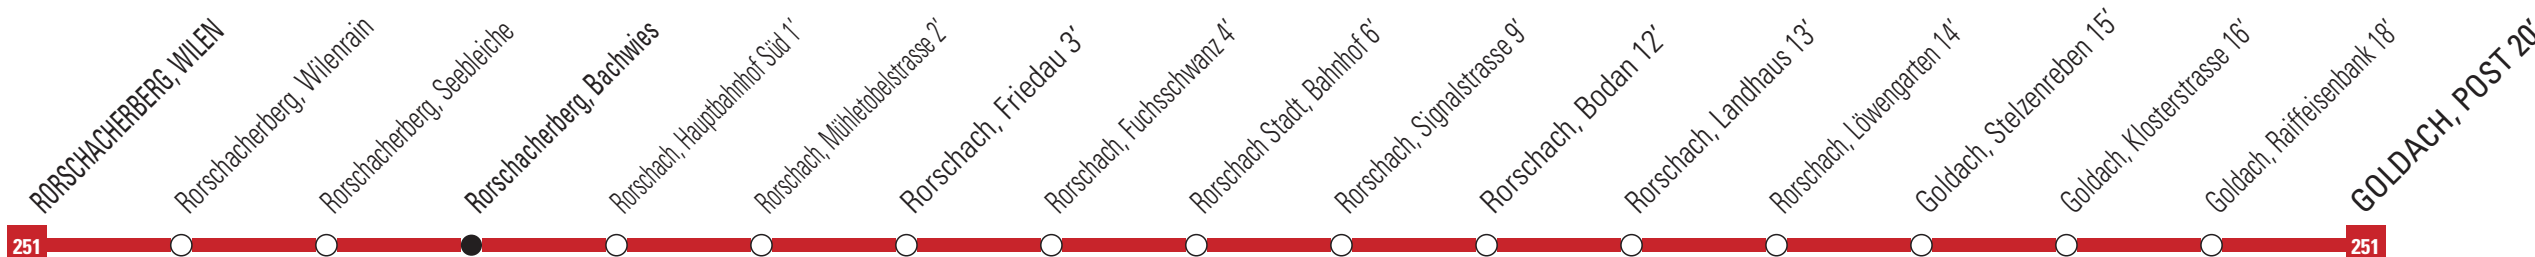 RORSCHACHERBERG, WILEN
Rorschacherberg, Wilenrain
Rorschacherberg, Seebleiche
Rorschacherberg, Bachwies
Rorschach, Hauptbahnhof Süd 1'
Rorschach, Mühletobelstrasse 2'
Rorschach, Friedau 3'
Rorschach, Fuchsschwanz 4'
Rorschach Stadt, Bahnhof 6'
Rorschach, Signalstrasse 9'
Rorschach, Bodan 12'
Rorschach, Landhaus 13'
Rorschach, Löwengarten 14'
Goldach, Stelzenreben 15'
Goldach, Klosterstrasse 16'
Goldach, Raiffeisenbank 18'
GOLDACH, POST 20'
251
251